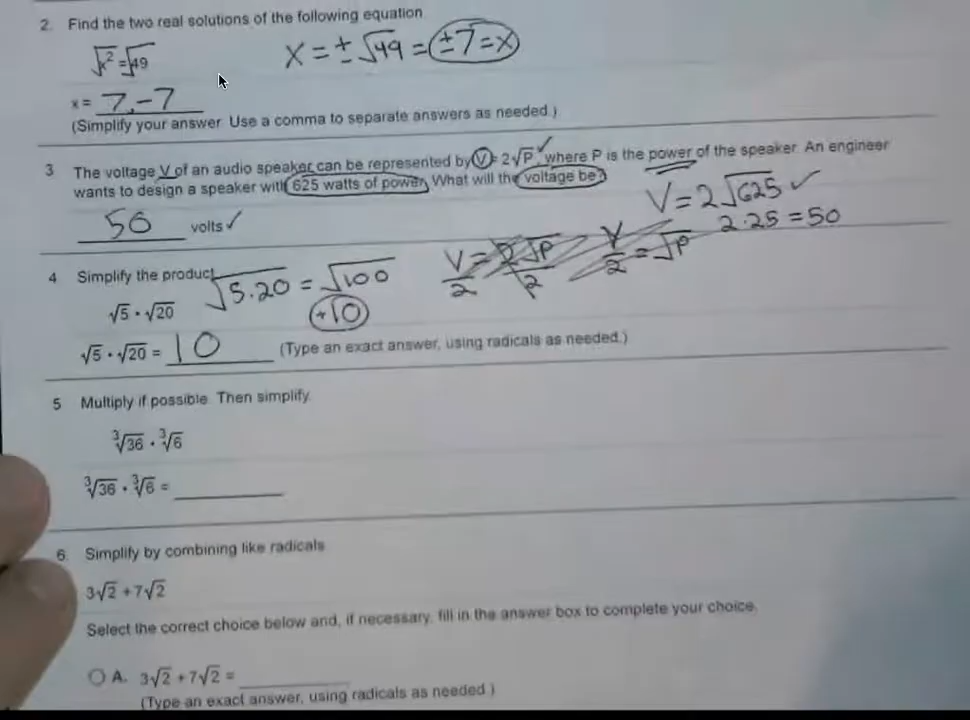 2. Find the two real solutions of the following equation
√x² = √49 x = ± √49 = ±7 = x
x = 7, -7
(Simplify your answer. Use a comma to separate answers as needed.)
3 The voltage V of an audio speaker can be represented by V = 2√P, where P is the power of the speaker. An engineer
wants to design a speaker with 625 watts of power. What will the voltage be?
V = 2√625 ✓
50 volts ✓
2·25 = 50
4 Simplify the product
√5·20 = √100
V/2 = 2√P/2
V/2 = √P
√5 · √20
+10
√5 · √20 = 10 (Type an exact answer, using radicals as needed.)
5 Multiply if possible. Then simplify.
∛36 · ∛6
∛36 · ∛6 =
6. Simplify by combining like radicals
3√2 + 7√2
Select the correct choice below and, if necessary, fill in the answer box to complete your choice.
A. 3√2 + 7√2 =
(Type an exact answer, using radicals as needed.)